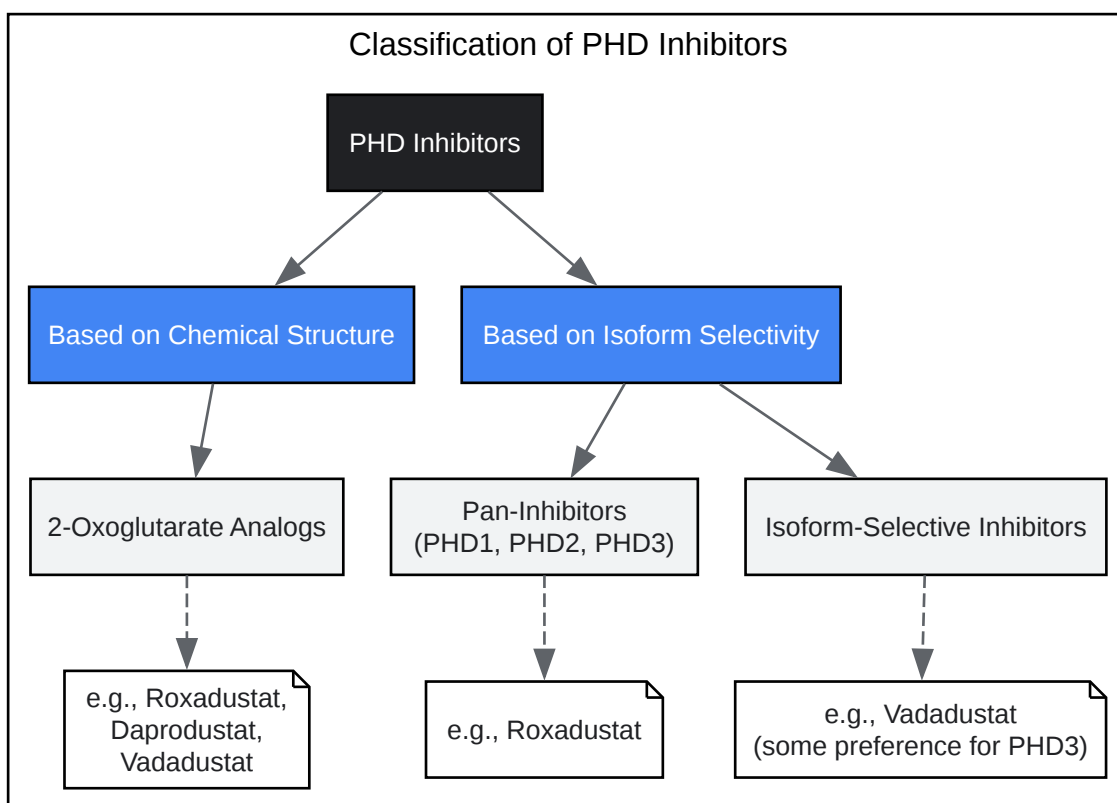 Classification of PHD Inhibitors
PHD Inhibitors
Based on Chemical Structure
Based on Isoform Selectivity
2-Oxoglutarate Analogs
Pan-Inhibitors
(PHD1, PHD2, PHD3)
Isoform-Selective Inhibitors
e.g., Roxadustat,
Daprodustat,
Vadadustat
e.g., Roxadustat
e.g., Vadadustat
(some preference for PHD3)